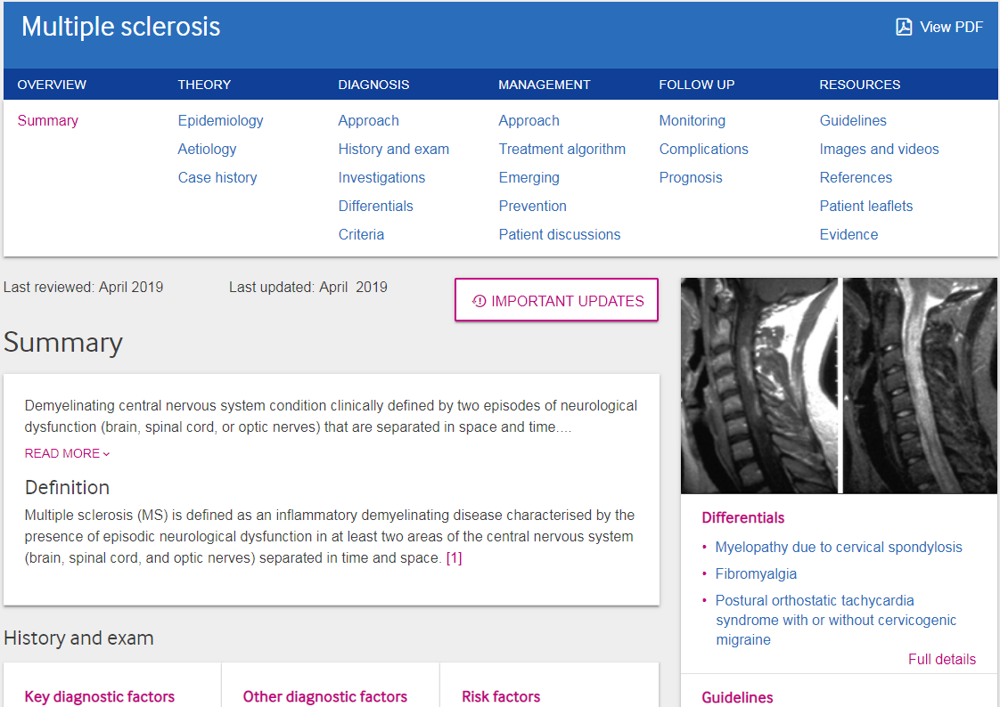 Multiple sclerosis
View PDF
OVERVIEW
Summary
THEORY
Epidemiology
Aetiology
Case history
DIAGNOSIS
Approach
History and exam
Investigations
Differentials
Criteria
MANAGEMENT
Approach
Treatment algorithm
Emerging
Prevention
Patient discussions
FOLLOW UP
Monitoring
Complications
Prognosis
RESOURCES
Guidelines
Images and videos
References
Patient leaflets
Evidence
Last reviewed: April 2019
Last updated: April 2019
IMPORTANT UPDATES
Summary
Demyelinating central nervous system condition clinically defined by two episodes of neurological
dysfunction (brain, spinal cord, or optic nerves) that are separated in space and time....
READ MORE
Definition
Multiple sclerosis (MS) is defined as an inflammatory demyelinating disease characterised by the
presence of episodic neurological dysfunction in at least two areas of the central nervous system
(brain, spinal cord, and optic nerves) separated in time and space. [1]
History and exam
Key diagnostic factors
Other diagnostic factors
Risk factors
Differentials
• Myelopathy due to cervical spondylosis
• Fibromyalgia
• Postural orthostatic tachycardia
syndrome with or without cervicogenic
migraine
Full details
Guidelines